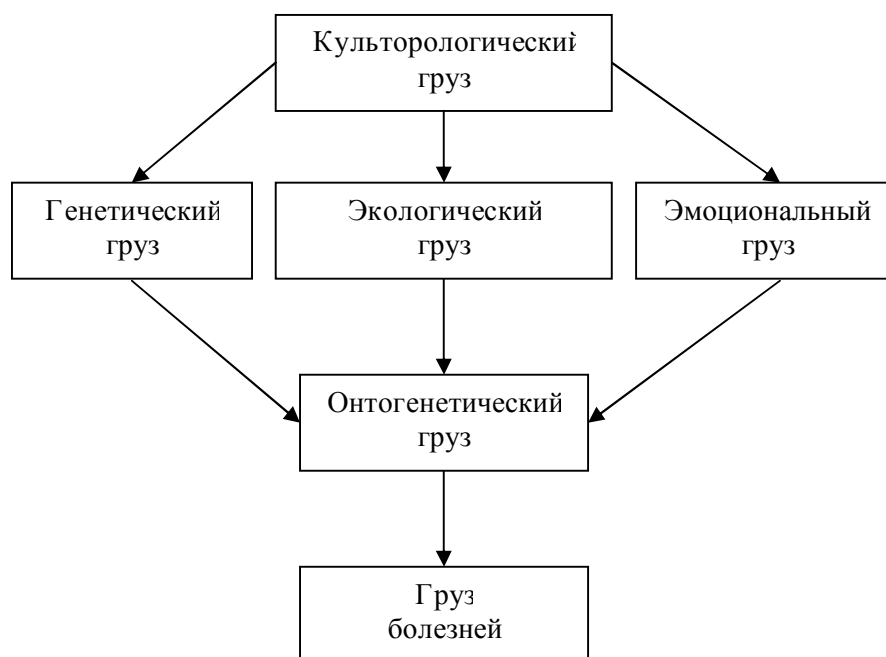 Культорологический
груз
Генетический
груз
Экологический
груз
Эмоциональный
груз
Онтогенетический
груз
Груз
болезней